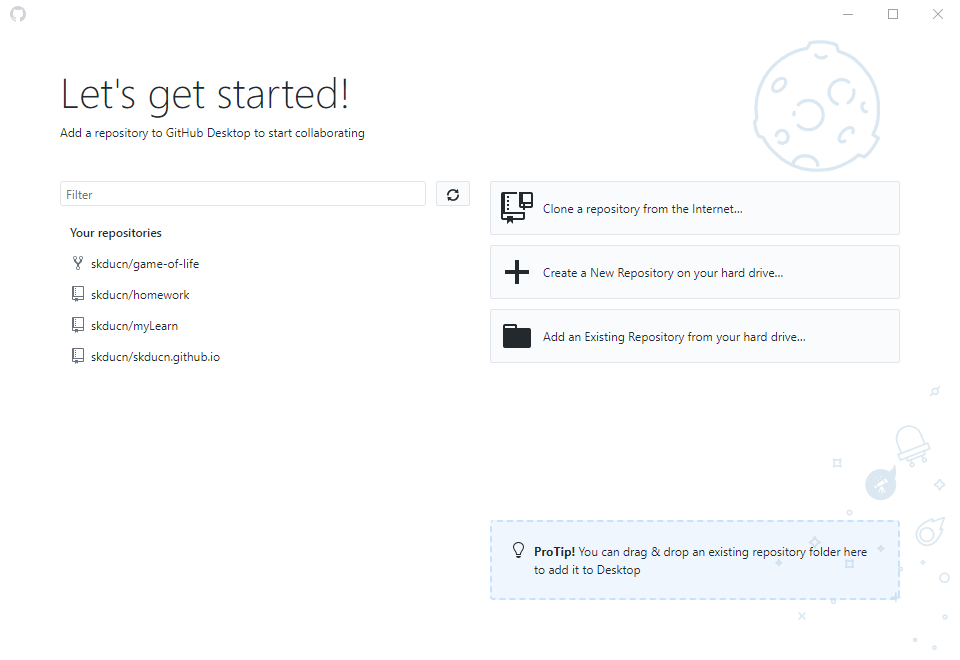 Let's get started!
Add a repository to GitHub Desktop to start collaborating
Filter
Your repositories
skducn/game-of-life
skducn/homework
skducn/myLearn
skducn/skducn.github.io
Clone a repository from the Internet...
Create a New Repository on your hard drive...
Add an Existing Repository from your hard drive...
ProTip! You can drag & drop an existing repository folder here
to add it to Desktop